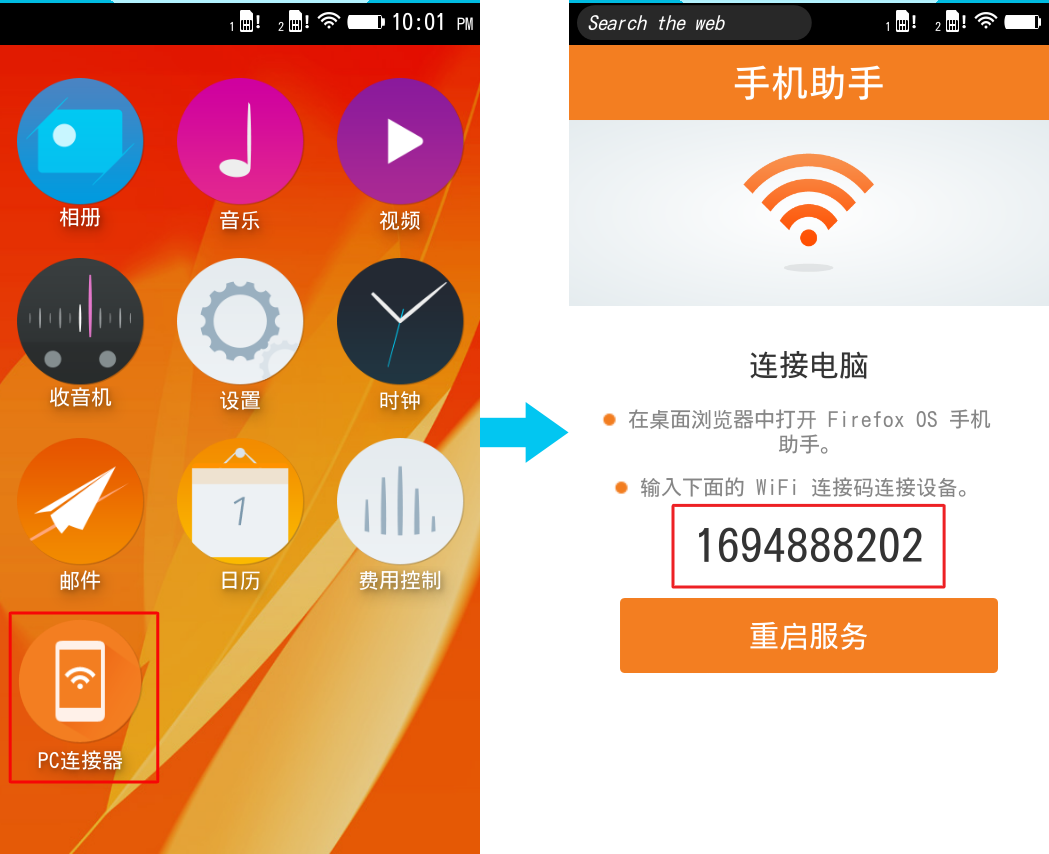 1 ! 2 ! 10:01 PM
相册 音乐 视频
收音机 设置 时钟
1
邮件 日历 费用控制
PC连接器
Search the web 1 ! 2 !
手机助手
连接电脑
在桌面浏览器中打开 Firefox OS 手机
助手。
输入下面的 WiFi 连接码连接设备。
1694888202
重启服务